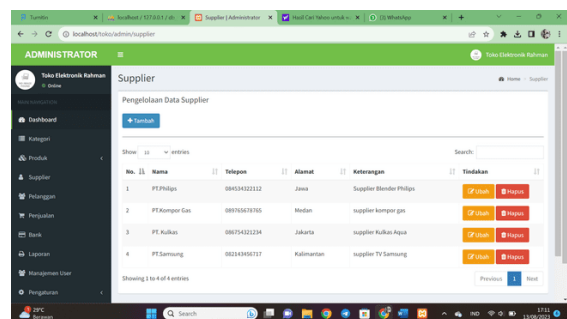 Turnitin
localhost / 127.0.0.1 / db
Supplier | Administrator
Hasil Cari Yahoo untuk
(3) WhatsApp
localhost/toko/admin/supplier
ADMINISTRATOR
Toko Elektronik Rahman
Toko Elektronik Rahman
Online
MAIN NAVIGATION
Dashboard
Kategori
Produk
Supplier
Pelanggan
Penjualan
Bank
Laporan
Manajemen User
Pengaturan
Supplier
Home > Supplier
Pengelolaan Data Supplier
+ Tambah
Show 10 entries
Search:
No. Nama Telepon Alamat Keterangan Tindakan
1 PT.Philips 084534322112 Jawa Supplier Blender Philips Ubah Hapus
2 PT.Kompor Gas 089765678765 Medan supplier kompor gas Ubah Hapus
3 PT. Kulkas 086754321234 Jakarta supplier Kulkas Aqua Ubah Hapus
4 PT.Samsung 082143456717 Kalimantan supplier TV Samsung Ubah Hapus
Showing 1 to 4 of 4 entries
Previous 1 Next
29°C
Berawan
Search
IND
17:11
13/08/2023